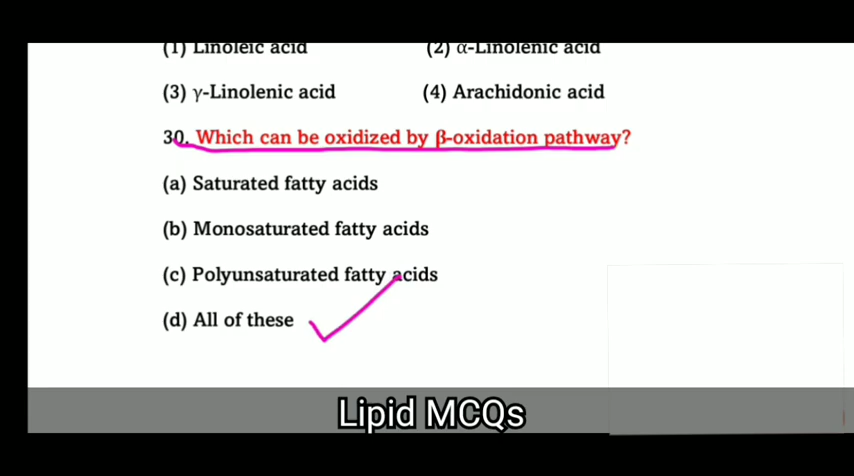 (1) Linoleic acid (2) α-Linolenic acid
(3) γ-Linolenic acid (4) Arachidonic acid
30. Which can be oxidized by β-oxidation pathway?
(a) Saturated fatty acids
(b) Monosaturated fatty acids
(c) Polyunsaturated fatty acids
(d) All of these
Lipid MCQs